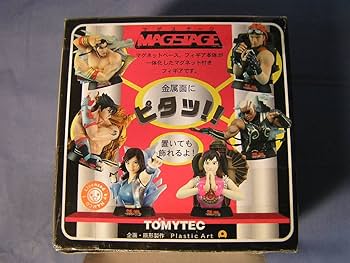 MAGSTAGE
マグネットベース、フィギア本体が
一体化したマグネット付き
フィギアです。
金属面に
ピタッ!!
置いても
飾れるよ!
TOMYTEC
企画・原形製作 Plastic Art